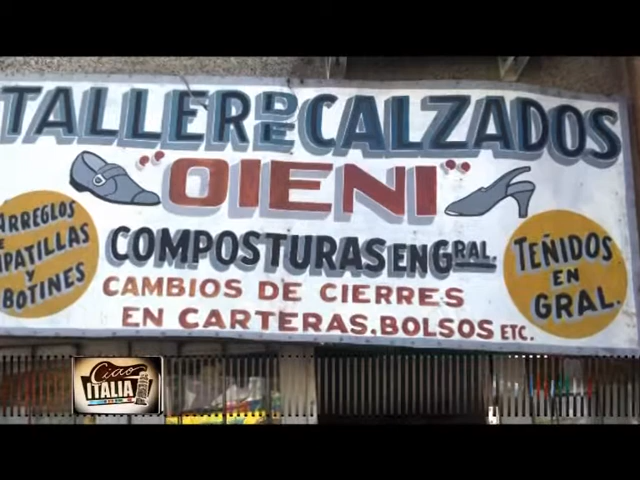 TALLER DE CALZADOS
"OIENI"
ARREGLOS
DE
ZAPATILLAS
Y
BOTINES
COMPOSTURAS EN GRAL.
CAMBIOS DE CIERRES
EN CARTERAS, BOLSOS ETC.
TEÑIDOS
EN
GRAL.
Ciao
ITALIA